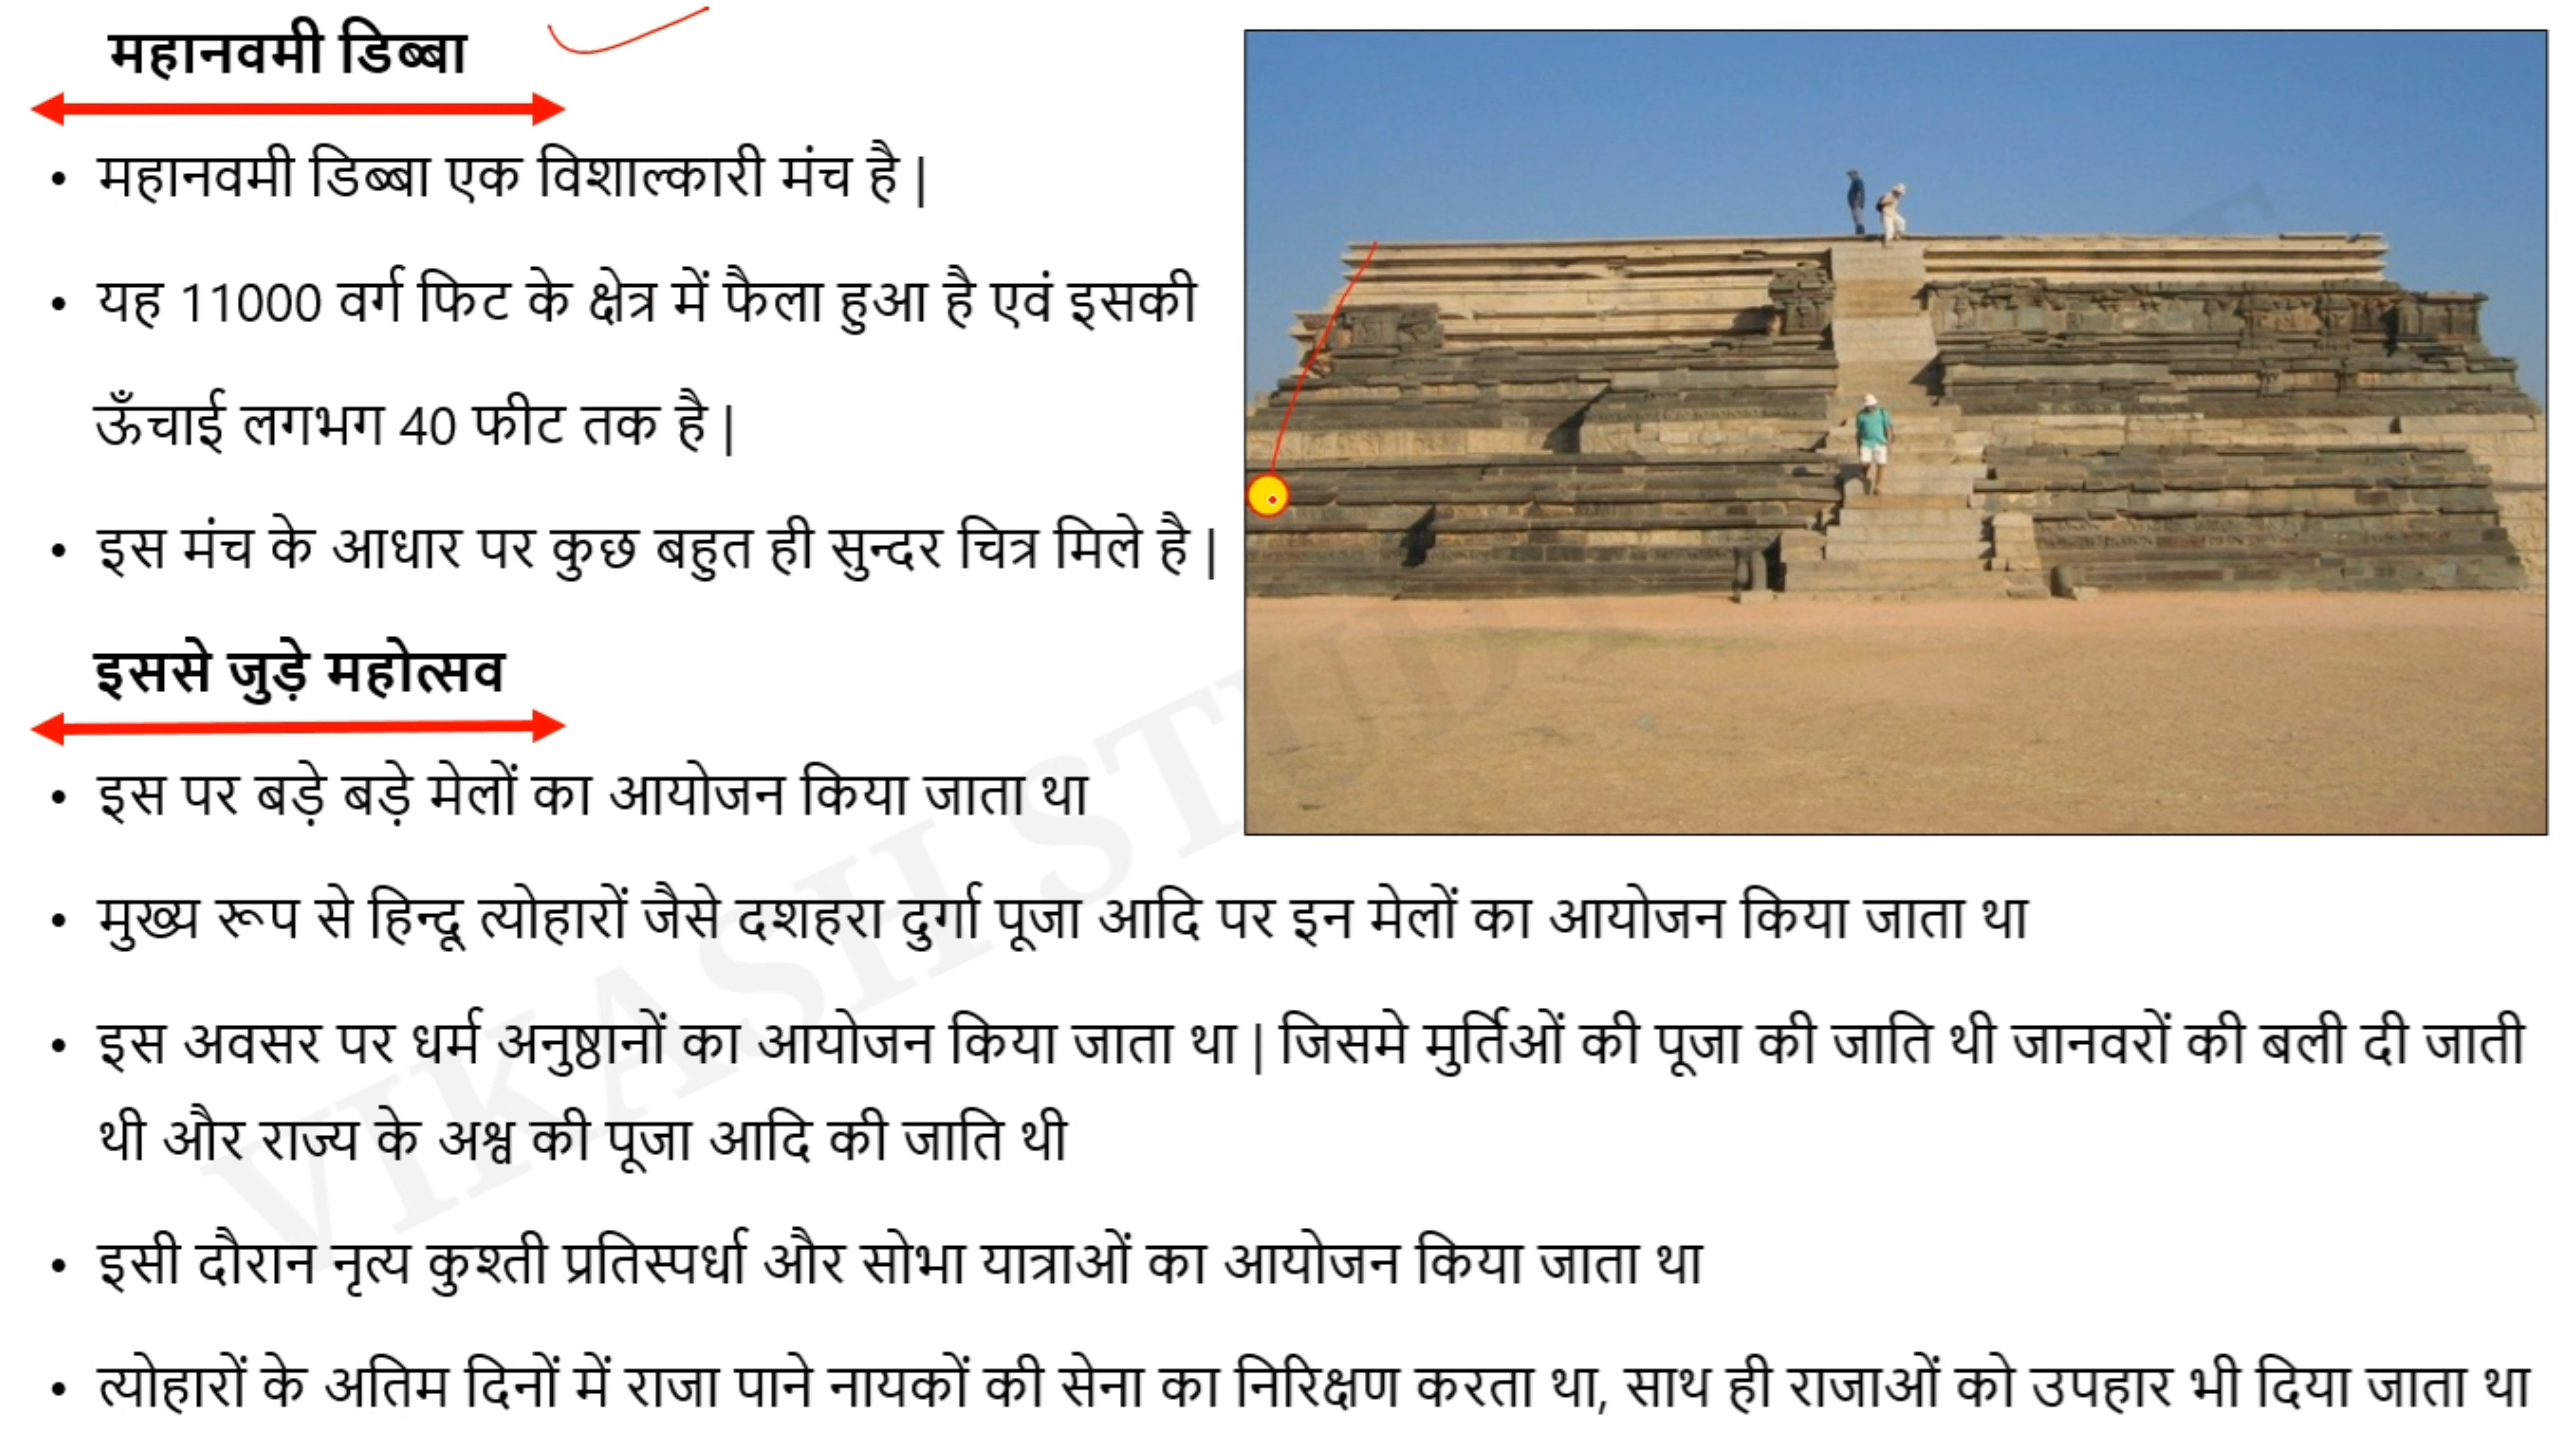 महानवमी डिब्बा
• महानवमी डिब्बा एक विशाल्कारी मंच है |
• यह 11000 वर्ग फिट के क्षेत्र में फैला हुआ है एवं इसकी
ऊँचाई लगभग 40 फीट तक है |
• इस मंच के आधार पर कुछ बहुत ही सुन्दर चित्र मिले है |
इससे जुड़े महोत्सव
• इस पर बड़े बड़े मेलों का आयोजन किया जाता था
• मुख्य रूप से हिन्दू त्योहारों जैसे दशहरा दुर्गा पूजा आदि पर इन मेलों का आयोजन किया जाता था
• इस अवसर पर धर्म अनुष्ठानों का आयोजन किया जाता था | जिसमे मुर्तिओं की पूजा की जाति थी जानवरों की बली दी जाती
थी और राज्य के अश्व की पूजा आदि की जाति थी
• इसी दौरान नृत्य कुश्ती प्रतिस्पर्धा और सोभा यात्राओं का आयोजन किया जाता था
• त्योहारों के अतिम दिनों में राजा पाने नायकों की सेना का निरिक्षण करता था, साथ ही राजाओं को उपहार भी दिया जाता था
VIKASH STUDY